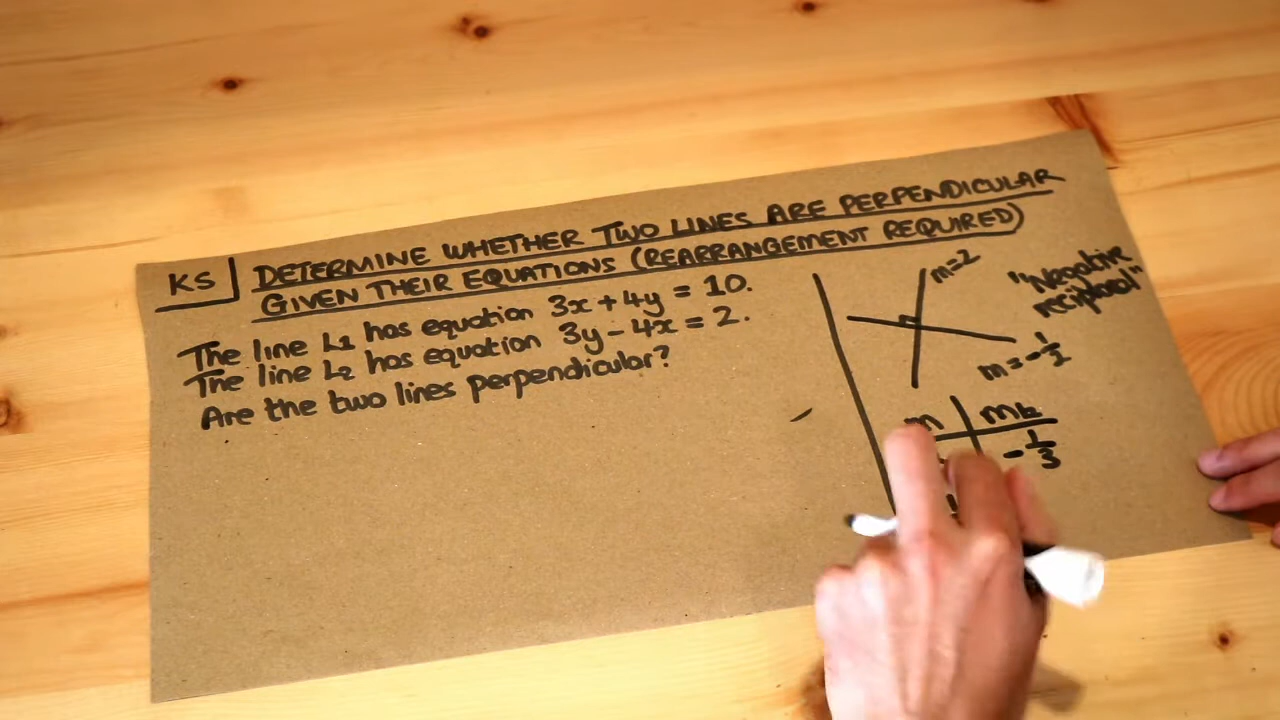 KS
DETERMINE WHETHER TWO LINES ARE PERPENDICULAR
GIVEN THEIR EQUATIONS (REARRANGEMENT REQUIRED)
The line L₁ has equation 3x + 4y = 10.
The line L₂ has equation 3y - 4x = 2.
Are the two lines perpendicular?
m=2
"Negative
reciprocal"
m = -1/2
m
-1/3